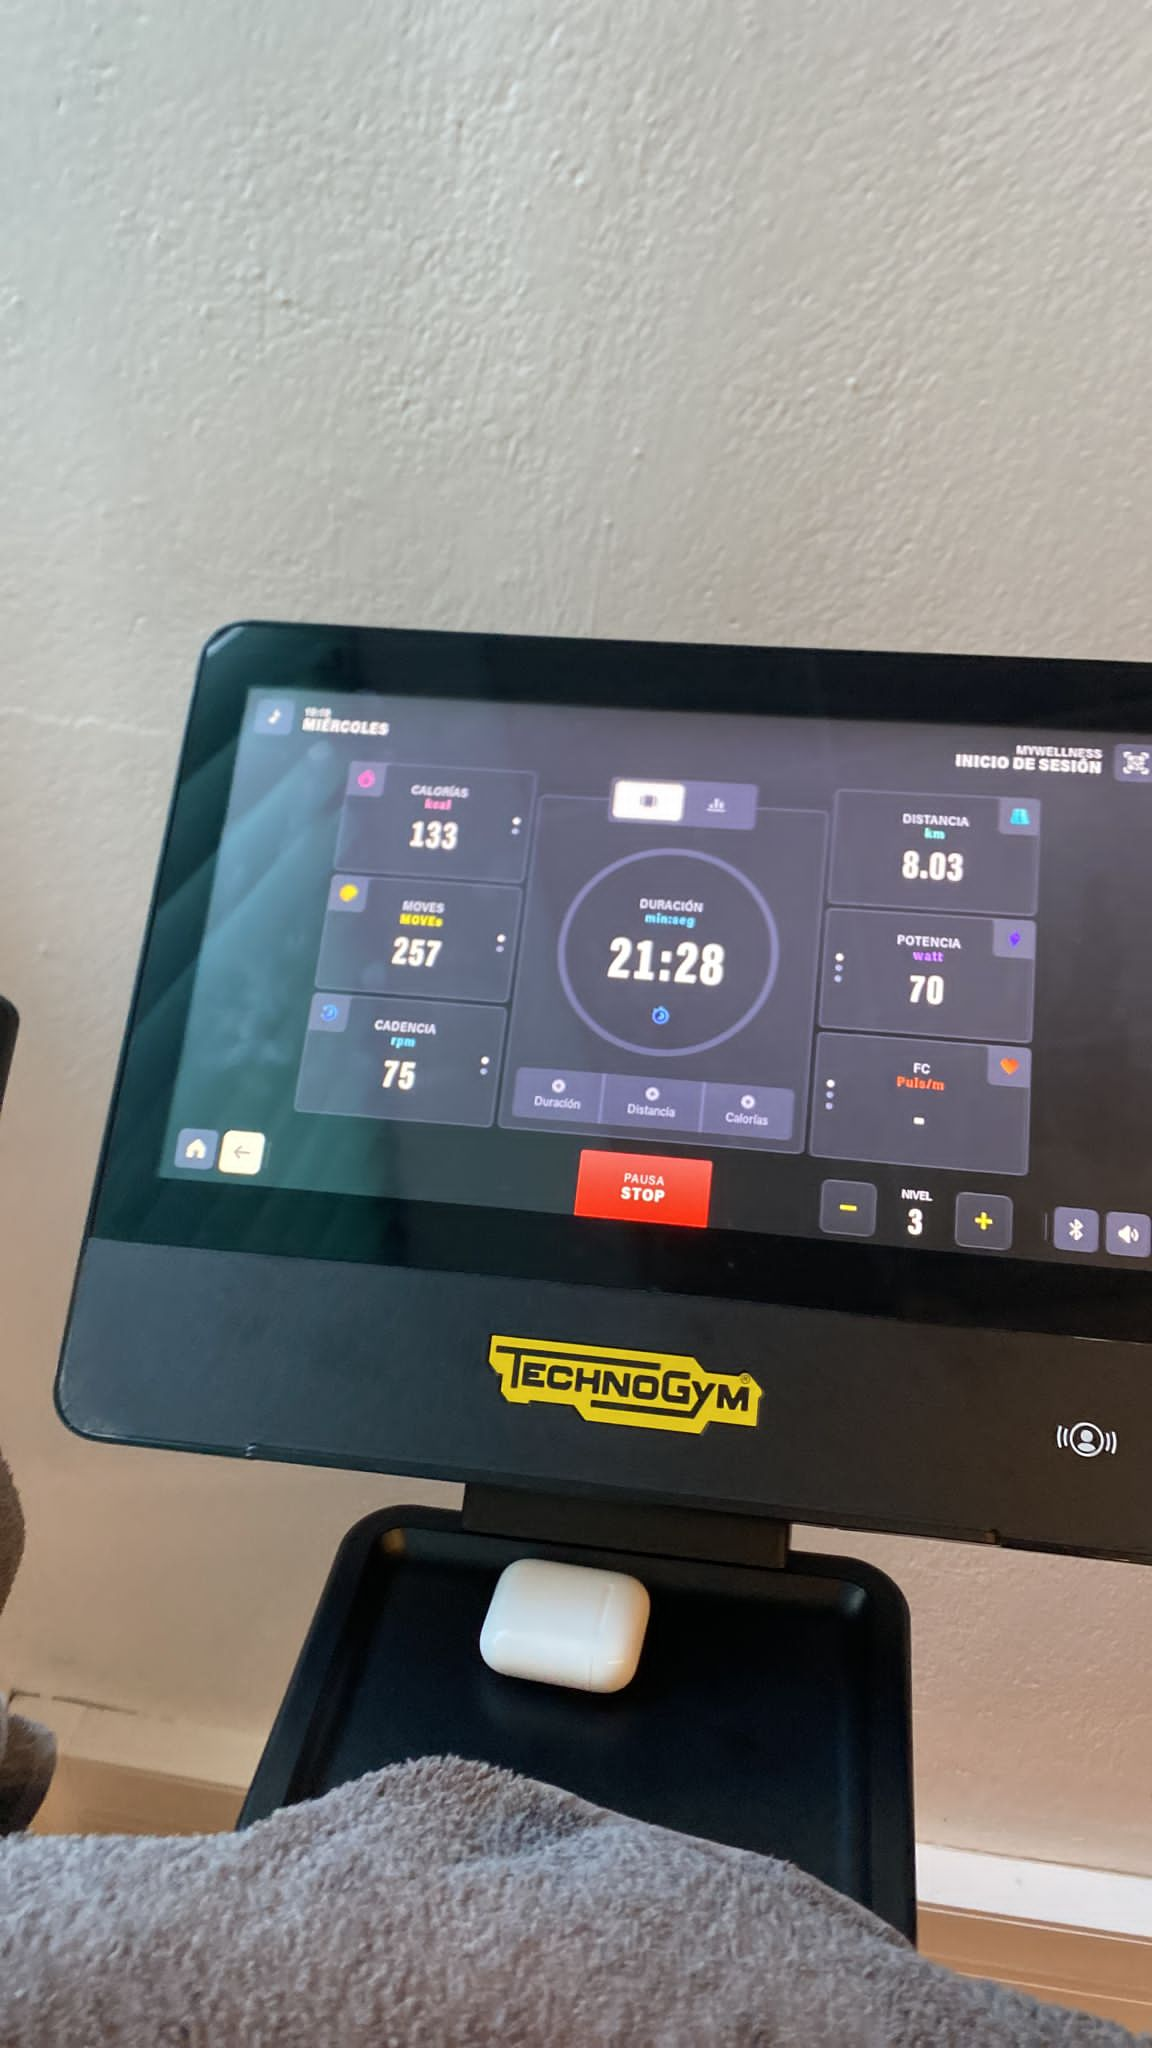 MIÉRCOLES
MYWELLNESS
INICIO DE SESIÓN
CALORÍAS
kcal
133
MOVES
MOVEs
257
CADENCIA
rpm
75
DURACIÓN
min:seg
21:28
Duración
Distancia
Calorías
DISTANCIA
km
8.03
POTENCIA
watt
70
FC
Puls/m
-
PAUSA
STOP
NIVEL
3
TECHNOGYM®